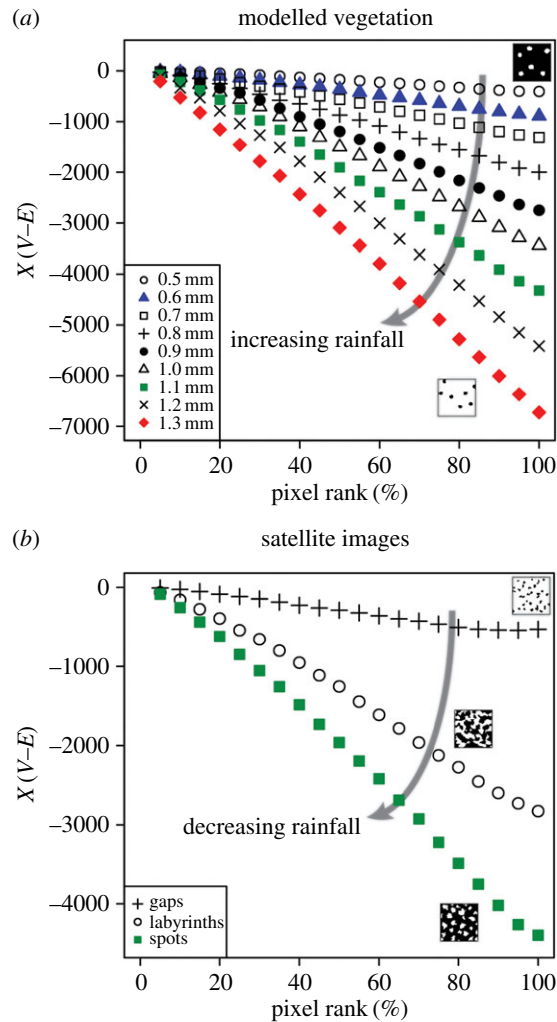 (a) modelled vegetation
0
−1000
−2000
−3000
−4000
−5000
−6000
−7000
X (V–E)
0.5 mm
0.6 mm
0.7 mm
0.8 mm
0.9 mm
1.0 mm
1.1 mm
1.2 mm
1.3 mm
increasing rainfall
0 20 40 60 80 100
pixel rank (%)
(b) satellite images
0
−1000
−2000
−3000
−4000
X (V–E)
decreasing rainfall
gaps
labyrinths
spots
0 20 40 60 80 100
pixel rank (%)